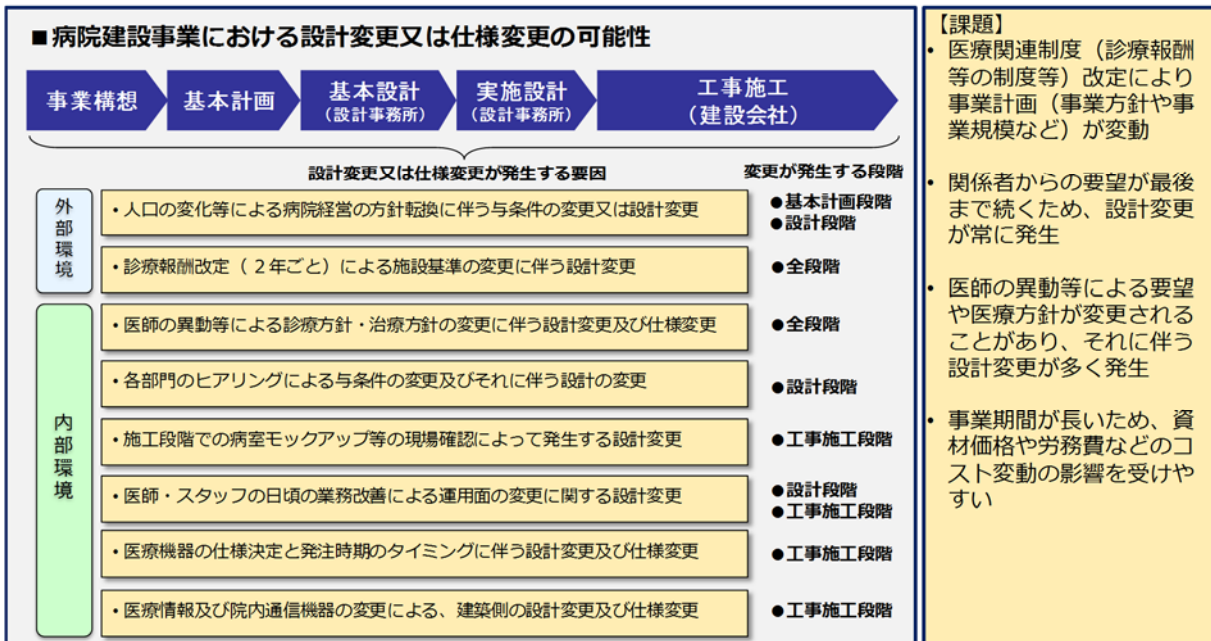 ■病院建設事業における設計変更又は仕様変更の可能性
事業構想
基本計画
基本設計
(設計事務所)
実施設計
(設計事務所)
工事施工
(建設会社)
設計変更又は仕様変更が発生する要因
変更が発生する段階
外部環境
・人口の変化等による病院経営の方針転換に伴う与条件の変更又は設計変更
●基本計画段階
●設計段階
・診療報酬改定(2年ごと)による施設基準の変更に伴う設計変更
●全段階
内部環境
・医師の異動等による診療方針・治療方針の変更に伴う設計変更及び仕様変更
●全段階
・各部門のヒアリングによる与条件の変更及びそれに伴う設計の変更
●設計段階
・施工段階での病室モックアップ等の現場確認によって発生する設計変更
●工事施工段階
・医師・スタッフの日頃の業務改善による運用面の変更に関する設計変更
●設計段階
●工事施工段階
・医療機器の仕様決定と発注時期のタイミングに伴う設計変更及び仕様変更
●工事施工段階
・医療情報及び院内通信機器の変更による、建築側の設計変更及び仕様変更
●工事施工段階
【課題】
• 医療関連制度(診療報酬
等の制度等)改定により
事業計画(事業方針や事
業規模など)が変動
• 関係者からの要望が最後
まで続くため、設計変更
が常に発生
• 医師の異動等による要望
や医療方針が変更される
ことがあり、それに伴う
設計変更が多く発生
• 事業期間が長いため、資
材価格や労務費などのコ
スト変動の影響を受けや
すい